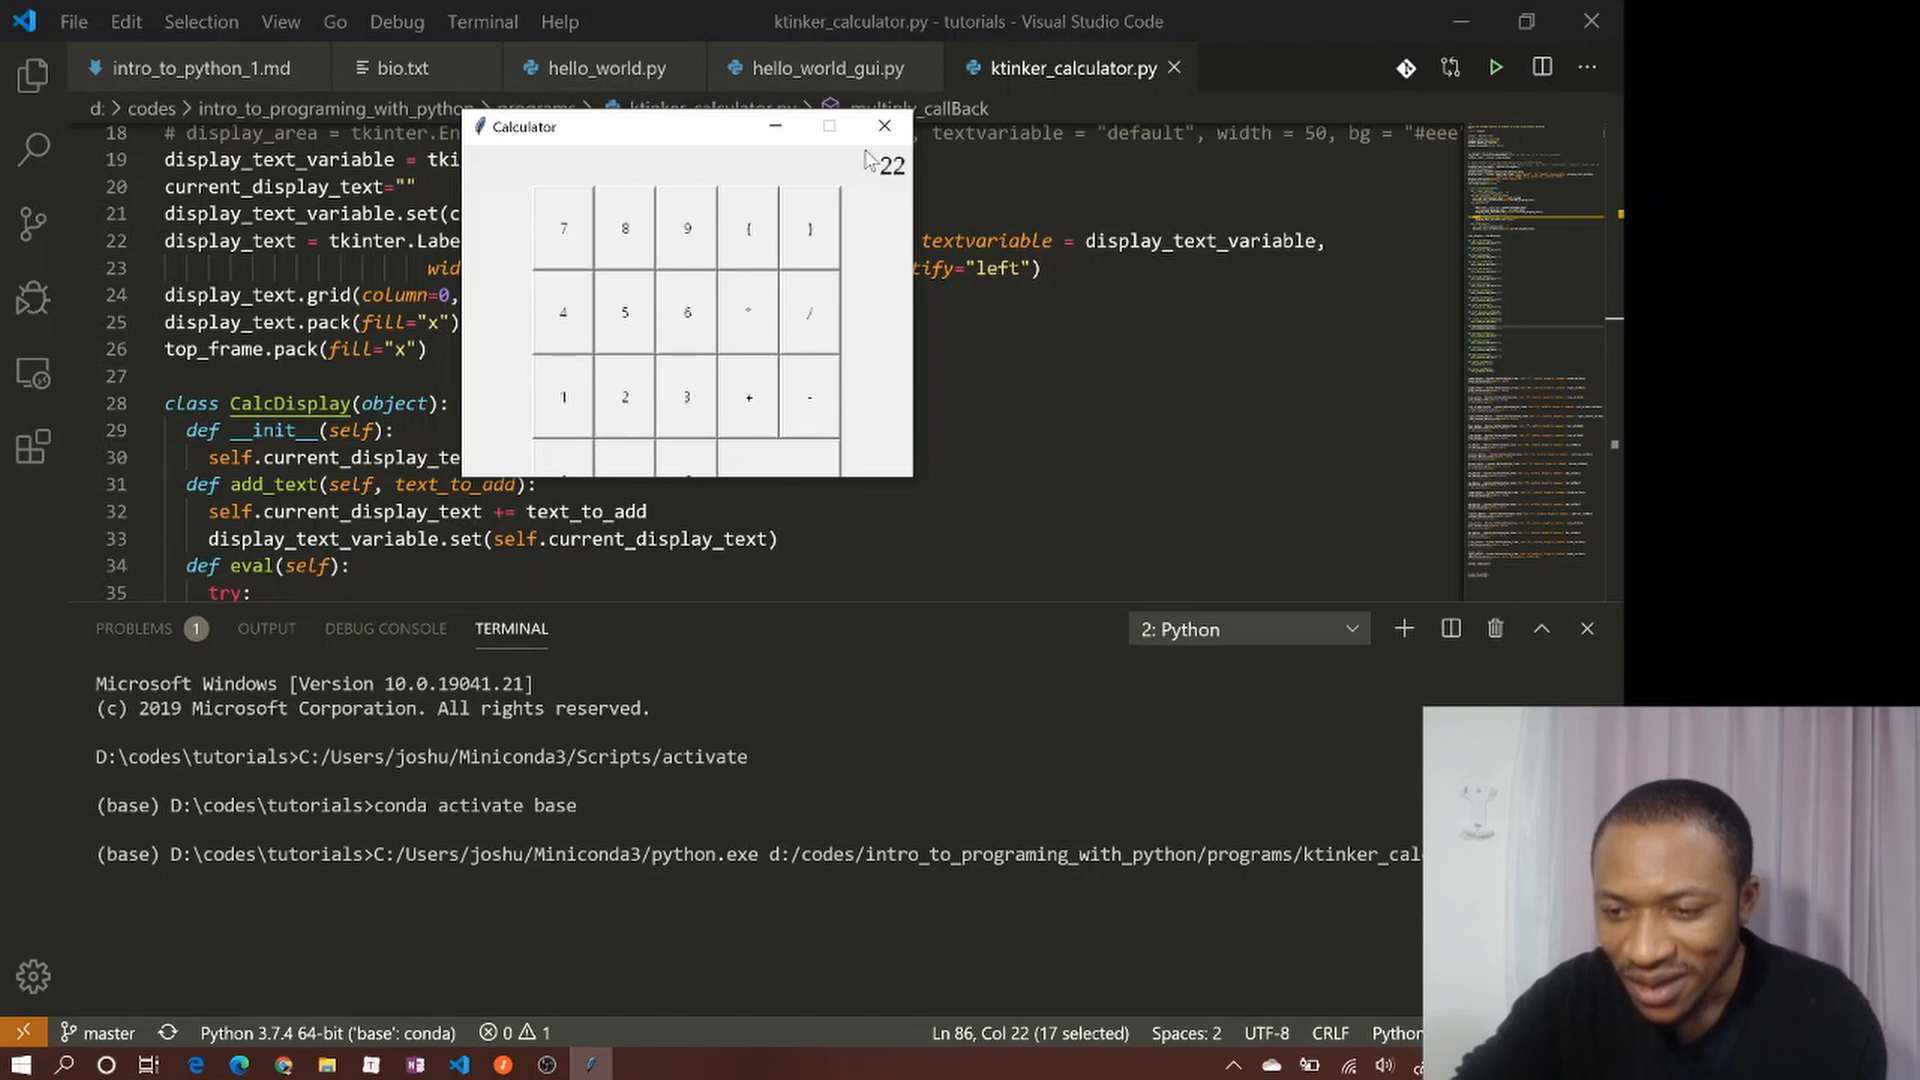 File Edit Selection View Go Debug Terminal Help
ktinker_calculator.py - tutorials - Visual Studio Code
intro_to_python_1.md bio.txt hello_world.py hello_world_gui.py ktinker_calculator.py
d: > codes > intro_to_programing_with_python > programs > ktinker_calculator.py > multiply_callBack
Calculator
22
7 8 9 ( )
4 5 6 * /
1 2 3 + -
18 # display_area = tkinter.En , textvariable = "default", width = 50, bg = "#eee"
19 display_text_variable = tki
20 current_display_text=""
21 display_text_variable.set(c
22 display_text = tkinter.Labe textvariable = display_text_variable,
23 wid tify="left")
24 display_text.grid(column=0,
25 display_text.pack(fill="x")
26 top_frame.pack(fill="x")
27
28 class CalcDisplay(object):
29 def __init__(self):
30 self.current_display_te
31 def add_text(self, text_to_add):
32 self.current_display_text += text_to_add
33 display_text_variable.set(self.current_display_text)
34 def eval(self):
35 try:
PROBLEMS 1 OUTPUT DEBUG CONSOLE TERMINAL 2: Python
Microsoft Windows [Version 10.0.19041.21]
(c) 2019 Microsoft Corporation. All rights reserved.
D:\codes\tutorials>C:/Users/joshu/Miniconda3/Scripts/activate
(base) D:\codes\tutorials>conda activate base
(base) D:\codes\tutorials>C:/Users/joshu/Miniconda3/python.exe d:/codes/intro_to_programing_with_python/programs/ktinker_cal
master Python 3.7.4 64-bit ('base': conda) 0 1 Ln 86, Col 22 (17 selected) Spaces: 2 UTF-8 CRLF Python